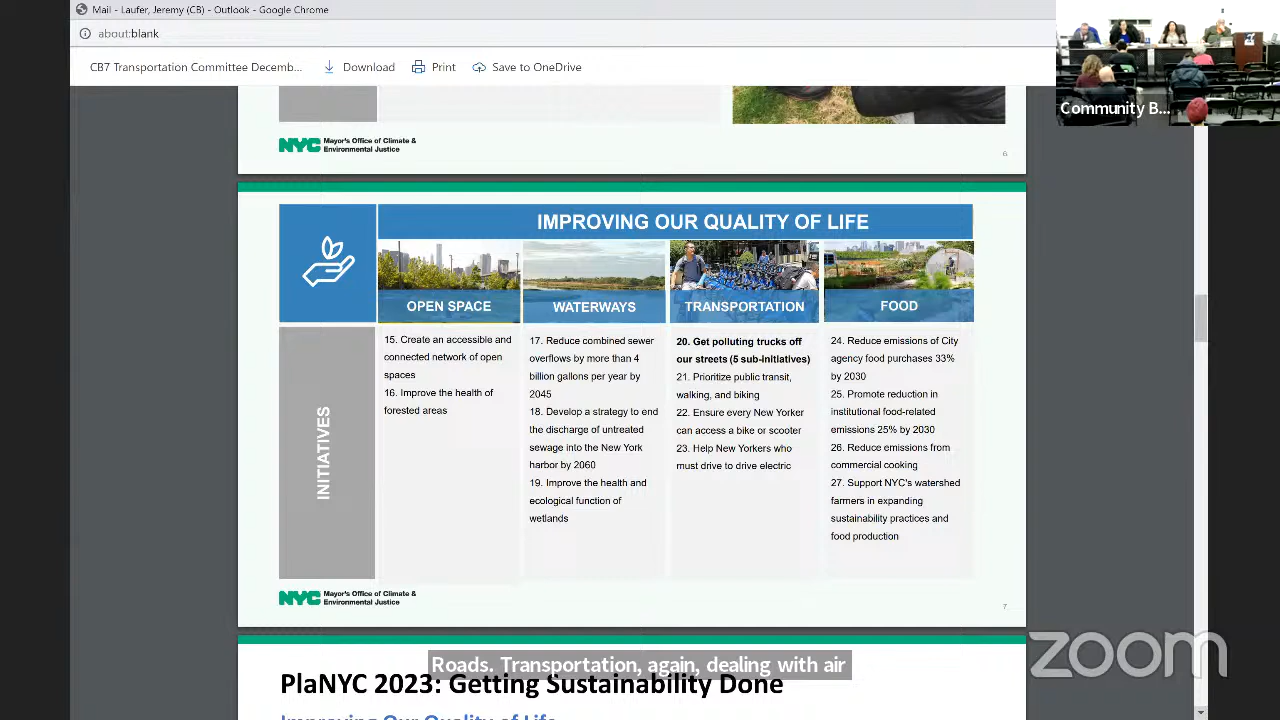 Mail - Laufer, Jeremy (CB) - Outlook - Google Chrome
about:blank
CB7 Transportation Committee Decemb... Download Print Save to OneDrive
Community B...
NYC Mayor's Office of Climate &
Environmental Justice
6
IMPROVING OUR QUALITY OF LIFE
OPEN SPACE
WATERWAYS
TRANSPORTATION
FOOD
INITIATIVES
15. Create an accessible and
connected network of open
spaces
16. Improve the health of
forested areas
17. Reduce combined sewer
overflows by more than 4
billion gallons per year by
2045
18. Develop a strategy to end
the discharge of untreated
sewage into the New York
harbor by 2060
19. Improve the health and
ecological function of
wetlands
20. Get polluting trucks off
our streets (5 sub-initiatives)
21. Prioritize public transit,
walking, and biking
22. Ensure every New Yorker
can access a bike or scooter
23. Help New Yorkers who
must drive to drive electric
24. Reduce emissions of City
agency food purchases 33%
by 2030
25. Promote reduction in
institutional food-related
emissions 25% by 2030
26. Reduce emissions from
commercial cooking
27. Support NYC's watershed
farmers in expanding
sustainability practices and
food production
NYC Mayor's Office of Climate &
Environmental Justice
7
Roads. Transportation, again, dealing with air
PlaNYC 2023: Getting Sustainability Done
Improving Our Quality of Life
zoom